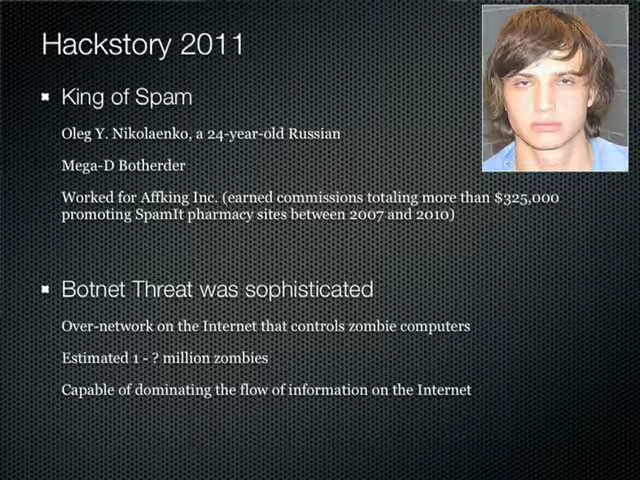 Hackstory 2011
King of Spam
Oleg Y. Nikolaenko, a 24-year-old Russian
Mega-D Botherder
Worked for Affking Inc. (earned commissions totaling more than $325,000
promoting SpamIt pharmacy sites between 2007 and 2010)
Botnet Threat was sophisticated
Over-network on the Internet that controls zombie computers
Estimated 1 - ? million zombies
Capable of dominating the flow of information on the Internet